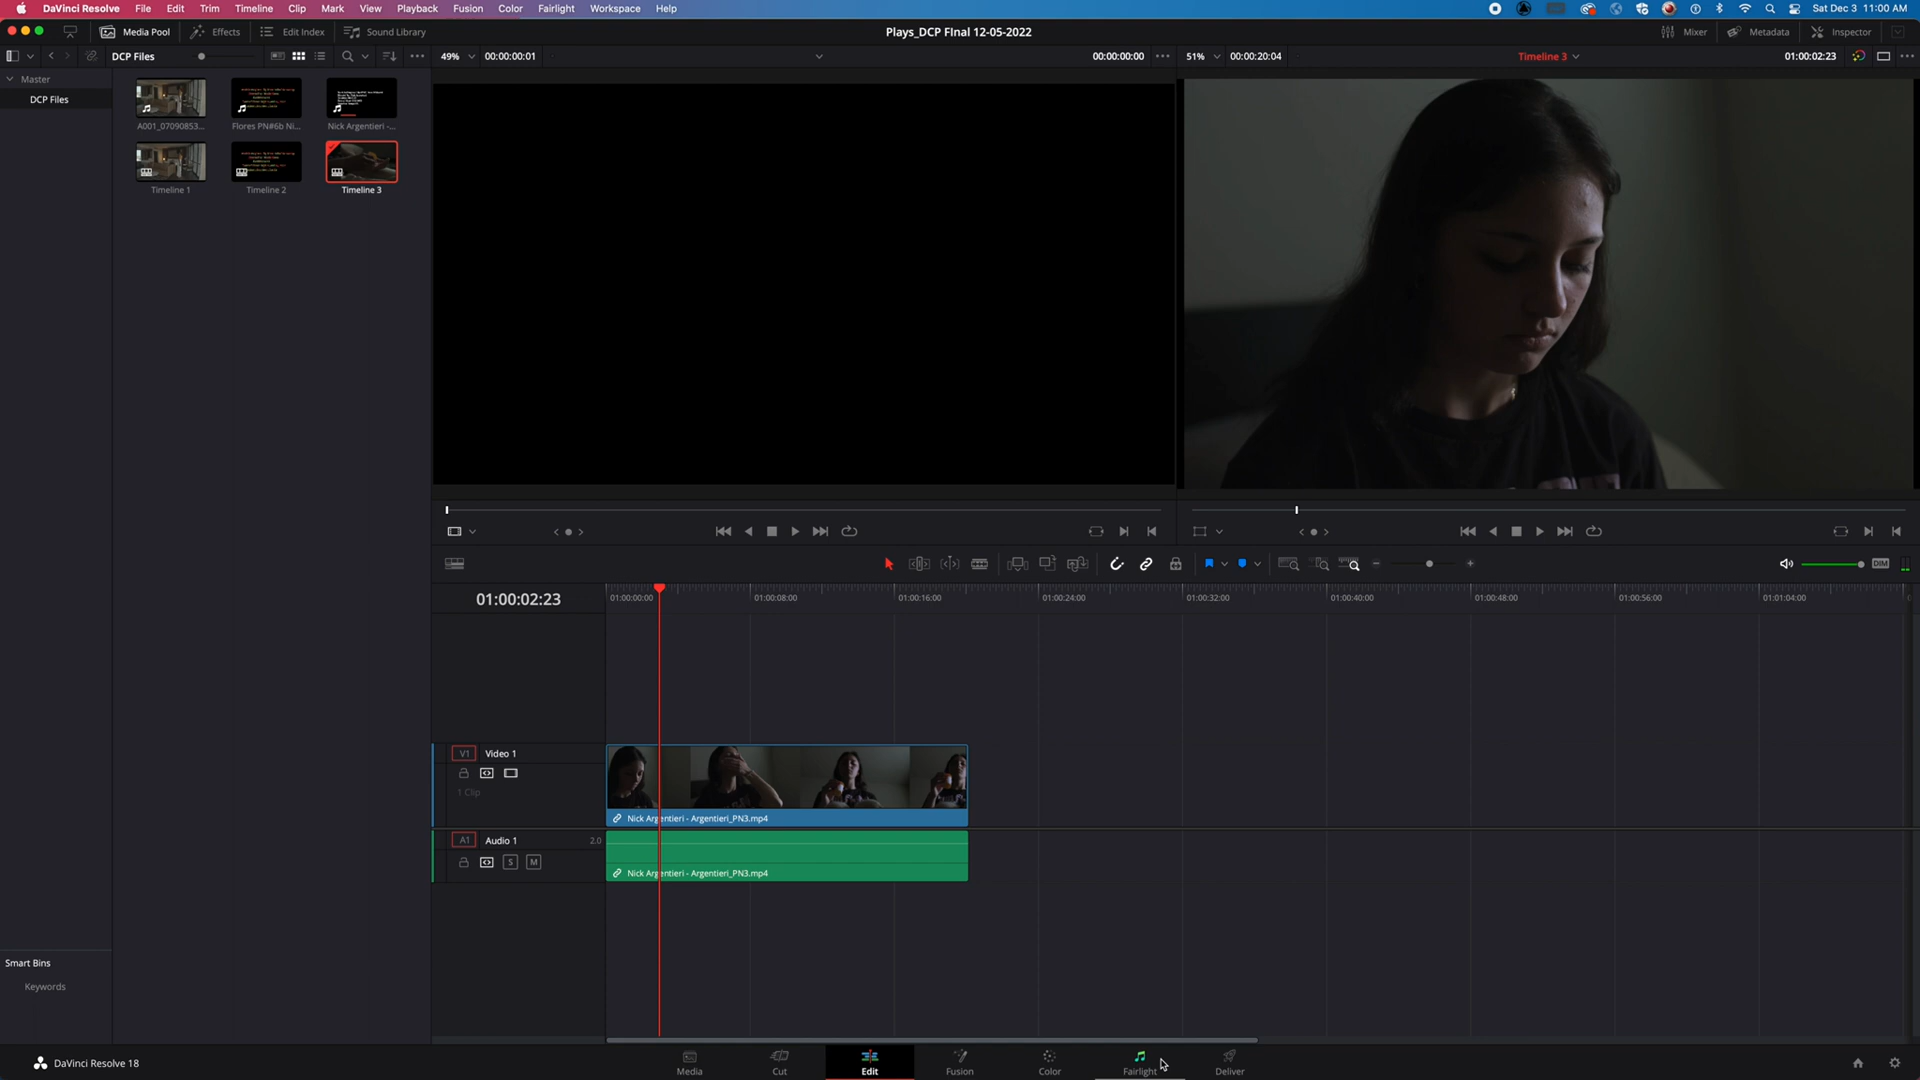 DaVinci Resolve File Edit Trim Timeline Clip Mark View Playback Fusion Color Fairlight Workspace Help Sat Dec 3 11:00 AM
Media Pool Effects Edit Index Sound Library Plays_DCP FInal 12-05-2022 Mixer Metadata Inspector
DCP Files 49% 00:00:00:01 00:00:00:00 51% 00:00:20:04 Timeline 3 01:00:02:23
Master
DCP Files
A001_07090853... Flores PN#6b Ni... Nick Argentieri -...
Timeline 1 Timeline 2 Timeline 3
DIM
01:00:02:23
01:00:00:00 01:00:08:00 01:00:16:00 01:00:24:00 01:00:32:00 01:00:40:00 01:00:48:00 01:00:56:00 01:01:04:00
V1 Video 1
1 Clip
Nick Argentieri - Argentieri_PN3.mp4
A1 Audio 1 2.0
S M
Nick Argentieri - Argentieri_PN3.mp4
Smart Bins
Keywords
DaVinci Resolve 18
Media Cut Edit Fusion Color Fairlight Deliver